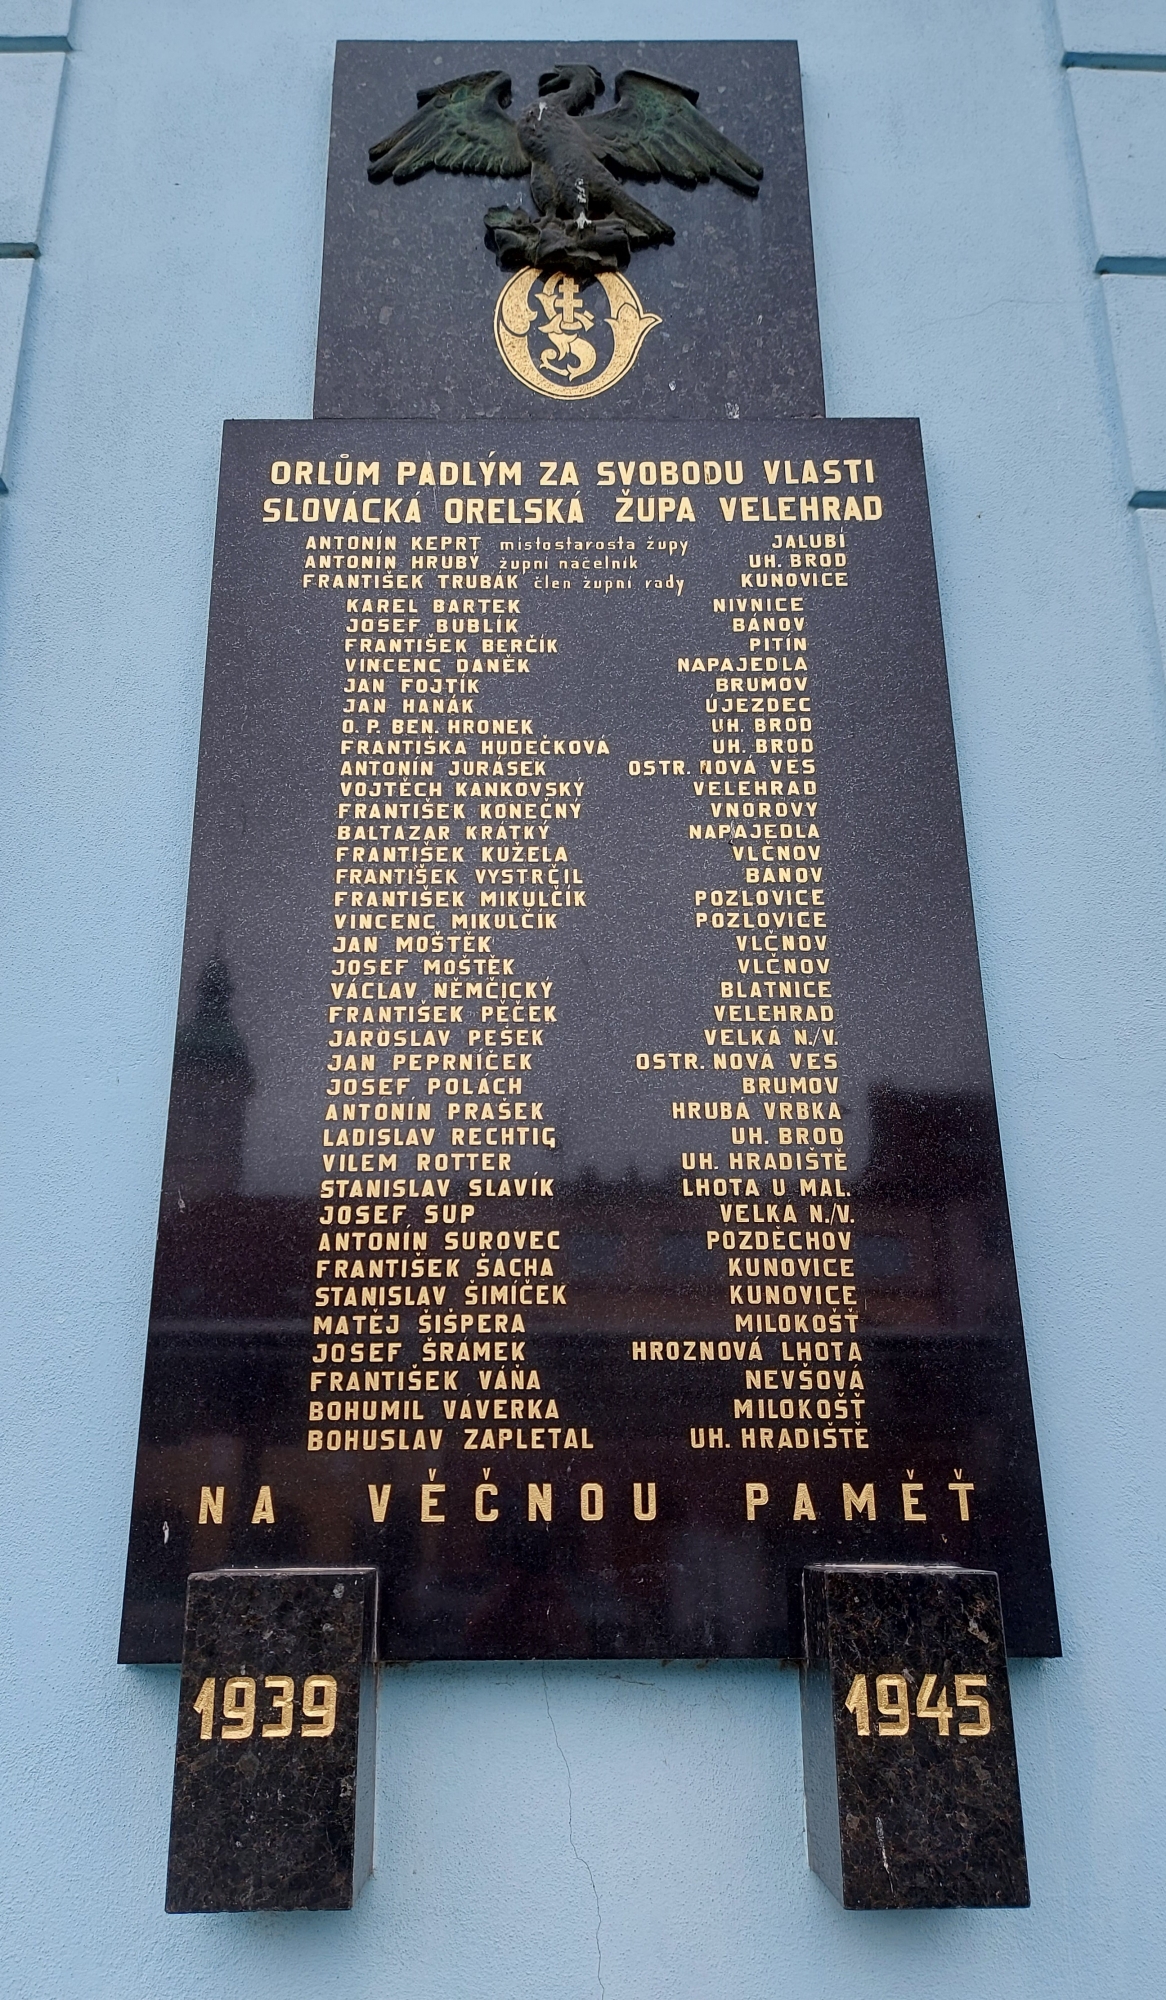 ORLŮM PADLÝM ZA SVOBODU VLASTI
SLOVÁCKÁ ORELSKÁ ŽUPA VELEHRAD
ANTONÍN KEPRT místostarosta župy JALUBÍ
ANTONÍN HRUBÝ župní náčelník UH. BROD
FRANTIŠEK TRUBÁK člen župní rady KUNOVICE
KAREL BARTEK NIVNICE
JOSEF BUBLÍK BÁNOV
FRANTIŠEK BERČÍK PITÍN
VINCENC DANĚK NAPAJEDLA
JAN FOJTÍK BRUMOV
JAN HANÁK ÚJEZDEC
O. P. BEN. HRONEK UH. BROD
FRANTIŠKA HUDEČKOVÁ UH. BROD
ANTONÍN JURÁSEK OSTR. NOVÁ VES
VOJTĚCH KANKOVSKÝ VELEHRAD
FRANTIŠEK KONEČNÝ VNOROVY
BALTAZAR KRÁTKÝ NAPAJEDLA
FRANTIŠEK KUŽELA VLČNOV
FRANTIŠEK VYSTRČIL BÁNOV
FRANTIŠEK MIKULČÍK POZLOVICE
VINCENC MIKULČÍK POZLOVICE
JAN MOŠTĚK VLČNOV
JOSEF MOŠTĚK VLČNOV
VÁCLAV NĚMČICKÝ BLATNICE
FRANTIŠEK PĚČEK VELEHRAD
JAROSLAV PEŠEK VELKÁ N./V.
JAN PEPRNÍČEK OSTR. NOVÁ VES
JOSEF POLÁCH BRUMOV
ANTONÍN PRAŠEK HRUBÁ VRBKA
LADISLAV RECHTIG UH. BROD
VILEM ROTTER UH. HRADIŠTĚ
STANISLAV SLAVÍK LHOTA U MAL.
JOSEF SUP VELKÁ N./V.
ANTONÍN SUROVEC POZDĚCHOV
FRANTIŠEK ŠÁCHA KUNOVICE
STANISLAV ŠIMÍČEK KUNOVICE
MATĚJ ŠIŠPERA MILOKOŠŤ
JOSEF ŠRÁMEK HROZNOVÁ LHOTA
FRANTIŠEK VÁŇA NEVŠOVÁ
BOHUMIL VÁVERKA MILOKOŠŤ
BOHUSLAV ZAPLETAL UH. HRADIŠTĚ
NA VĚČNOU PAMĚŤ
1939 1945